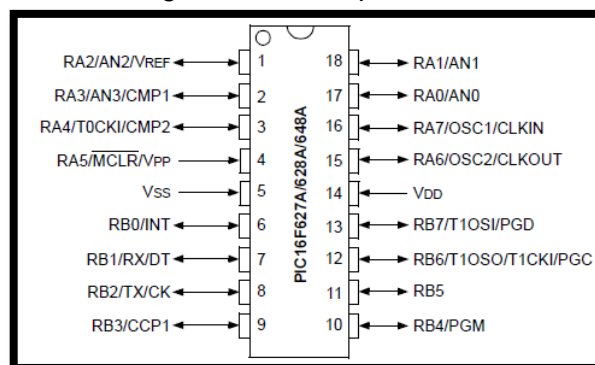 RA2/AN2/VREF 1 18 RA1/AN1
RA3/AN3/CMP1 2 17 RA0/AN0
RA4/T0CKI/CMP2 3 16 RA7/OSC1/CLKIN
RA5/MCLR/VPP 4 15 RA6/OSC2/CLKOUT
VSS 5 14 VDD
RB0/INT 6 13 RB7/T1OSI/PGD
RB1/RX/DT 7 12 RB6/T1OSO/T1CKI/PGC
RB2/TX/CK 8 11 RB5
RB3/CCP1 9 10 RB4/PGM
PIC16F627A/628A/648A